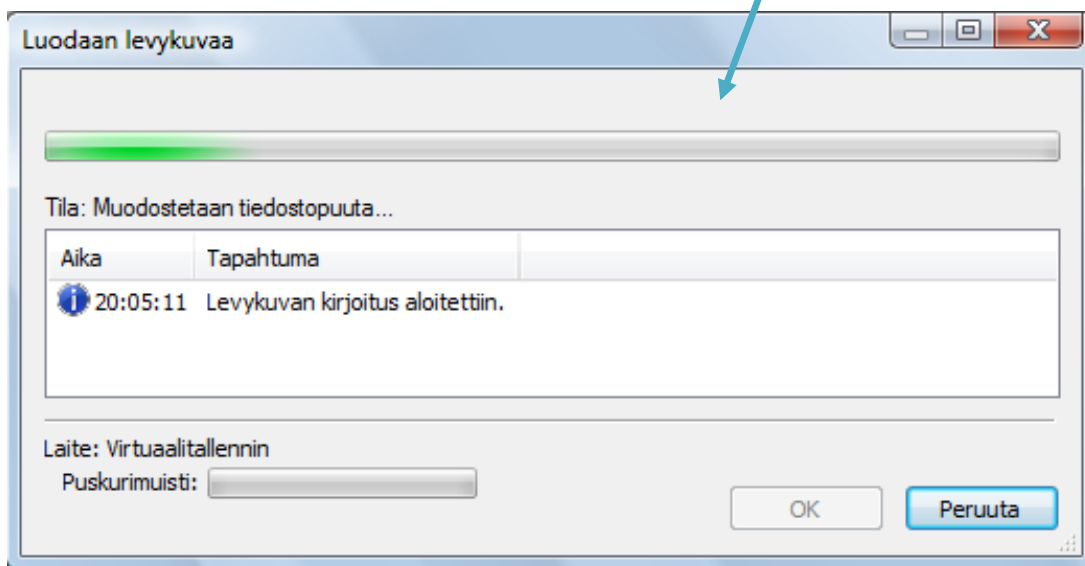 Luodaan levykuvaa
Tila: Muodostetaan tiedostopuuta...
Aika Tapahtuma
20:05:11 Levykuvan kirjoitus aloitettiin.
Laite: Virtuaalitallennin
Puskurimuisti:
OK Peruuta